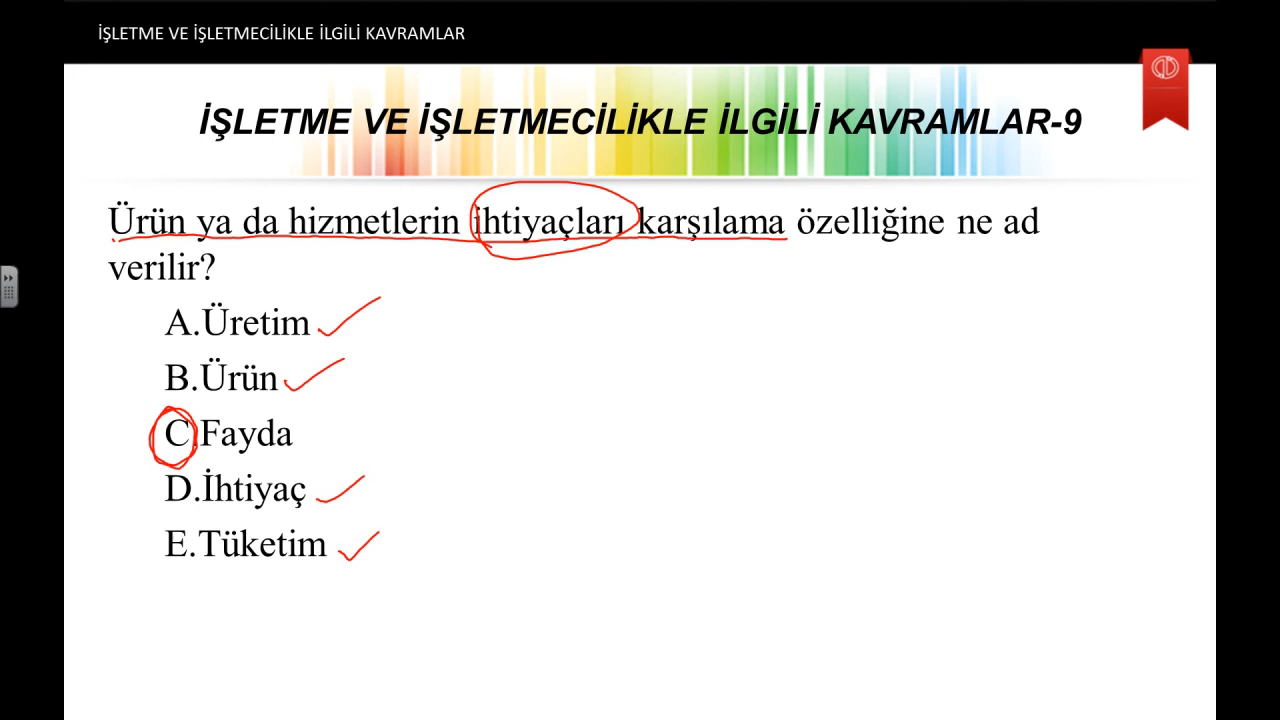 İŞLETME VE İŞLETMECİLİKLE İLGİLİ KAVRAMLAR
İŞLETME VE İŞLETMECİLİKLE İLGİLİ KAVRAMLAR-9
Ürün ya da hizmetlerin ihtiyaçları karşılama özelliğine ne ad
verilir?
A.Üretim
B.Ürün
C.Fayda
D.İhtiyaç
E.Tüketim